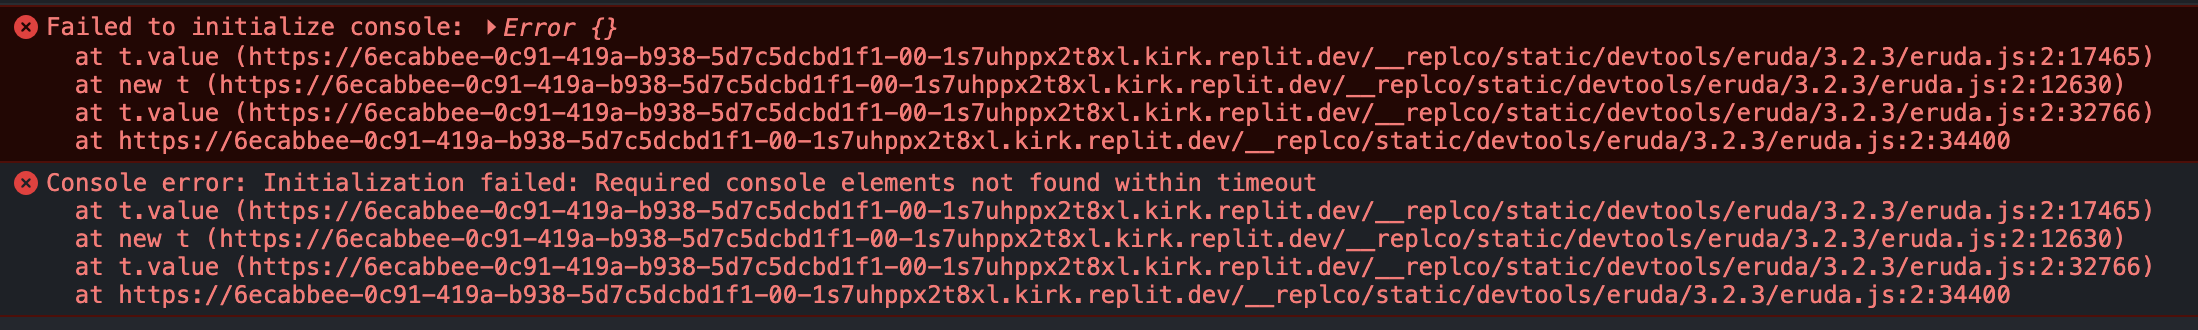 Failed to initialize console: ▶Error {}
at t.value (https://6ecabbee-0c91-419a-b938-5d7c5dcbd1f1-00-1s7uhppx2t8xl.kirk.replit.dev/__replco/static/devtools/eruda/3.2.3/eruda.js:2:17465)
at new t (https://6ecabbee-0c91-419a-b938-5d7c5dcbd1f1-00-1s7uhppx2t8xl.kirk.replit.dev/__replco/static/devtools/eruda/3.2.3/eruda.js:2:12630)
at t.value (https://6ecabbee-0c91-419a-b938-5d7c5dcbd1f1-00-1s7uhppx2t8xl.kirk.replit.dev/__replco/static/devtools/eruda/3.2.3/eruda.js:2:32766)
at https://6ecabbee-0c91-419a-b938-5d7c5dcbd1f1-00-1s7uhppx2t8xl.kirk.replit.dev/__replco/static/devtools/eruda/3.2.3/eruda.js:2:34400
Console error: Initialization failed: Required console elements not found within timeout
at t.value (https://6ecabbee-0c91-419a-b938-5d7c5dcbd1f1-00-1s7uhppx2t8xl.kirk.replit.dev/__replco/static/devtools/eruda/3.2.3/eruda.js:2:17465)
at new t (https://6ecabbee-0c91-419a-b938-5d7c5dcbd1f1-00-1s7uhppx2t8xl.kirk.replit.dev/__replco/static/devtools/eruda/3.2.3/eruda.js:2:12630)
at t.value (https://6ecabbee-0c91-419a-b938-5d7c5dcbd1f1-00-1s7uhppx2t8xl.kirk.replit.dev/__replco/static/devtools/eruda/3.2.3/eruda.js:2:32766)
at https://6ecabbee-0c91-419a-b938-5d7c5dcbd1f1-00-1s7uhppx2t8xl.kirk.replit.dev/__replco/static/devtools/eruda/3.2.3/eruda.js:2:34400